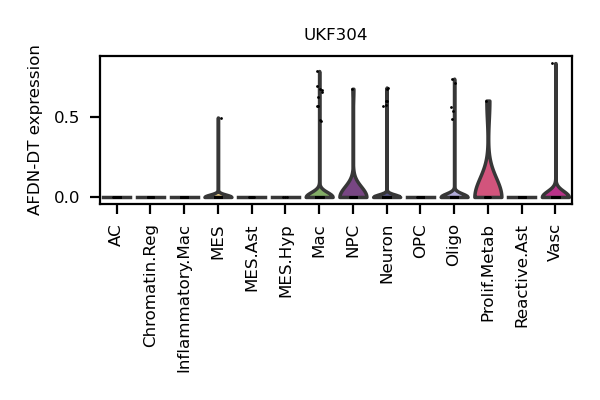 UKF304
AFDN-DT expression
0.5
0.0
AC
Chromatin.Reg
Inflammatory.Mac
MES
MES.Ast
MES.Hyp
Mac
NPC
Neuron
OPC
Oligo
Prolif.Metab
Reactive.Ast
Vasc